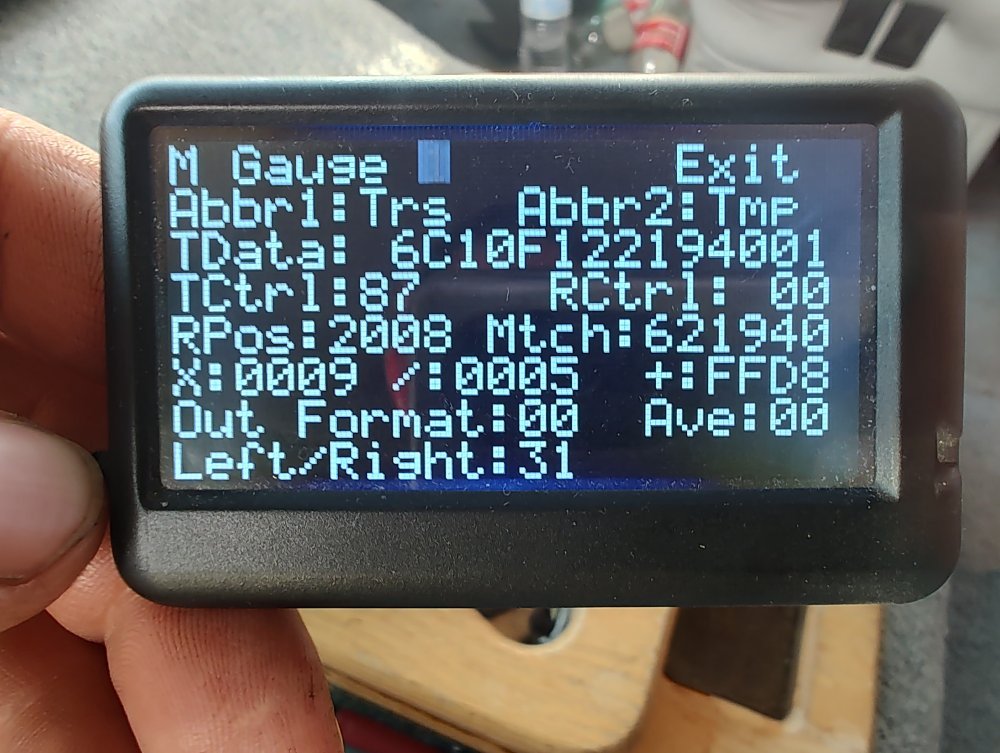 M Gauge Exit
Abbr1:Trs Abbr2:Tmp
TData: 6C10F122194001
TCtrl:87 RCtrl: 00
RPos:2008 Mtch:621940
X:0009 /:0005 +:FFD8
Out Format:00 Ave:00
Left/Right:31